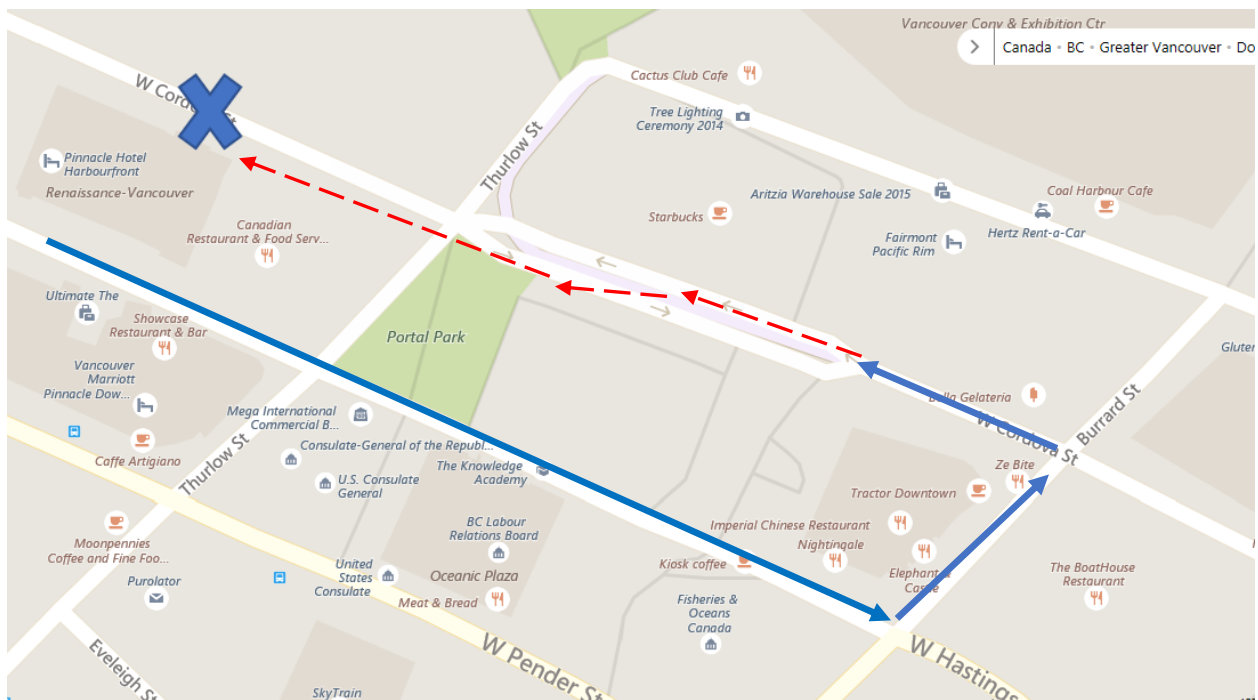 Vancouver Conv & Exhibition Ctr
Canada • BC • Greater Vancouver • Do
Cactus Club Cafe
Tree Lighting
Ceremony 2014
W Cordova St
Thurlow St
Pinnacle Hotel
Harbourfront
Renaissance-Vancouver
Aritzia Warehouse Sale 2015
Coal Harbour Cafe
Starbucks
Hertz Rent-a-Car
Canadian
Restaurant & Food Serv...
Fairmont
Pacific Rim
Ultimate The
Showcase
Restaurant & Bar
Portal Park
Vancouver
Marriott
Pinnacle Dow...
Mega International
Commercial B...
Bella Gelateria
W Cordova St
Burrard St
Caffe Artigiano
Thurlow St
Consulate-General of the Republ...
The Knowledge
Academy
U.S. Consulate
General
Ze Bite
Tractor Downtown
Moonpennies
Coffee and Fine Foo...
BC Labour
Relations Board
Imperial Chinese Restaurant
Nightingale
Purolator
United
States
Consulate
Oceanic Plaza
Meat & Bread
Kiosk coffee
Elephant &
Castle
The BoatHouse
Restaurant
Fisheries &
Oceans
Canada
Eveleigh St
W Pender St
W Hastings
SkyTrain